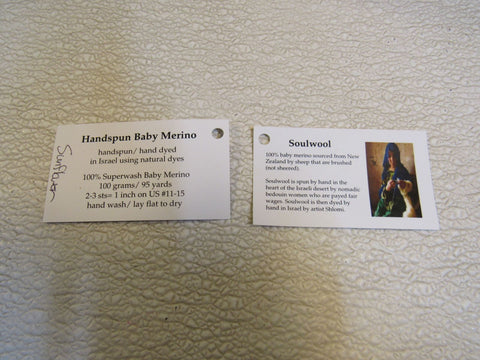 Handspun Baby Merino
handspun/ hand dyed
in Israel using natural dyes
100% Superwash Baby Merino
100 grams/ 95 yards
2-3 sts= 1 inch on US #11-15
hand wash/ lay flat to dry
Soulwool
100% baby merino sourced from New
Zealand by sheep that are brushed
(not sheered).
Soulwool is spun by hand in the
heart of the Israeli desert by nomadic
bedouin women who are payed fair
wages. Soulwool is then dyed by
hand in Israel by artist Shlomi.